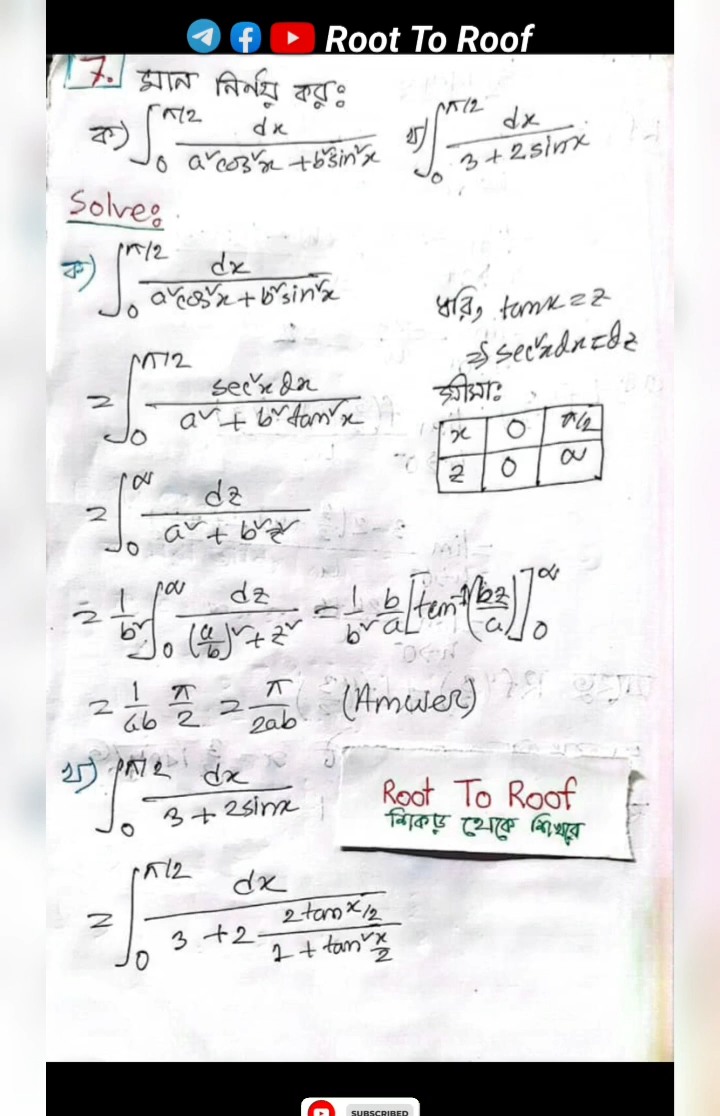 Root To Roof
7. মান নির্ণয় করঃ
ক) ∫₀^{π/2} dx / (a²cos²x + b²sin²x) খ) ∫₀^{π/2} dx / (3 + 2sinx)
Solve:
ক) ∫₀^{π/2} dx / (a²cos²x + b²sin²x)
ধরি, tanx = z
⇒ sec²xdx = dz
= ∫₀^{π/2} sec²x dx / (a² + b²tan²x)
সীমাঃ
x 0 π/2
z 0 ∞
= ∫₀^∞ dz / (a² + b²z²)
= 1/b² ∫₀^∞ dz / ((a/b)² + z²) = 1/b² b/a [tan⁻¹(bz/a)]₀^∞
= 1/ab π/2 = π/2ab (Answer)
খ) ∫₀^{π/2} dx / (3 + 2sinx)
Root To Roof
শিকড় থেকে শিখরে
= ∫₀^{π/2} dx / (3 + 2 (2tan x/2) / (1 + tan² x/2))
SUBSCRIBED